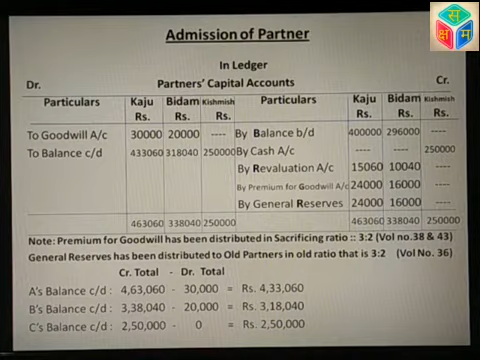 स
क्ष म
Admission of Partner
In Ledger
Dr. Partners' Capital Accounts Cr.
Particulars Kaju Bidam Kishmish Particulars Kaju Bidam Kishmish
Rs. Rs. Rs. Rs. Rs. Rs.
To Goodwill A/c 30000 20000 ---- By Balance b/d 400000 296000 ----
To Balance c/d 433060 318040 250000 By Cash A/c ---- ---- 250000
By Revaluation A/c 15060 10040 ----
By Premium for Goodwill A/c 24000 16000 ----
By General Reserves 24000 16000 ----
463060 338040 250000 463060 338040 250000
Note: Premium for Goodwill has been distributed in Sacrificing ratio :: 3:2 (Vol no.38 & 43)
General Reserves has been distributed to Old Partners in old ratio that is 3:2 (Vol No. 36)
Cr. Total - Dr. Total
A's Balance c/d : 4,63,060 - 30,000 = Rs. 4,33,060
B's Balance c/d : 3,38,040 - 20,000 = Rs. 3,18,040
C's Balance c/d : 2,50,000 - 0 = Rs. 2,50,000